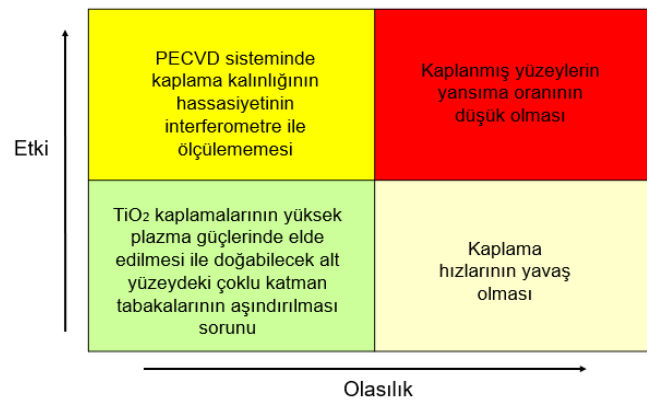 PECVD sisteminde
kaplama kalınlığının
hassasiyetinin
interferometre ile
ölçülememesi
Kaplanmış yüzeylerin
yansıma oranının
düşük olması
Etki
TiO₂ kaplamalarının yüksek
plazma güçlerinde elde
edilmesi ile doğabilecek alt
yüzeydeki çoklu katman
tabakalarının aşındırılması
sorunu
Kaplama
hızlarının yavaş
olması
Olasılık